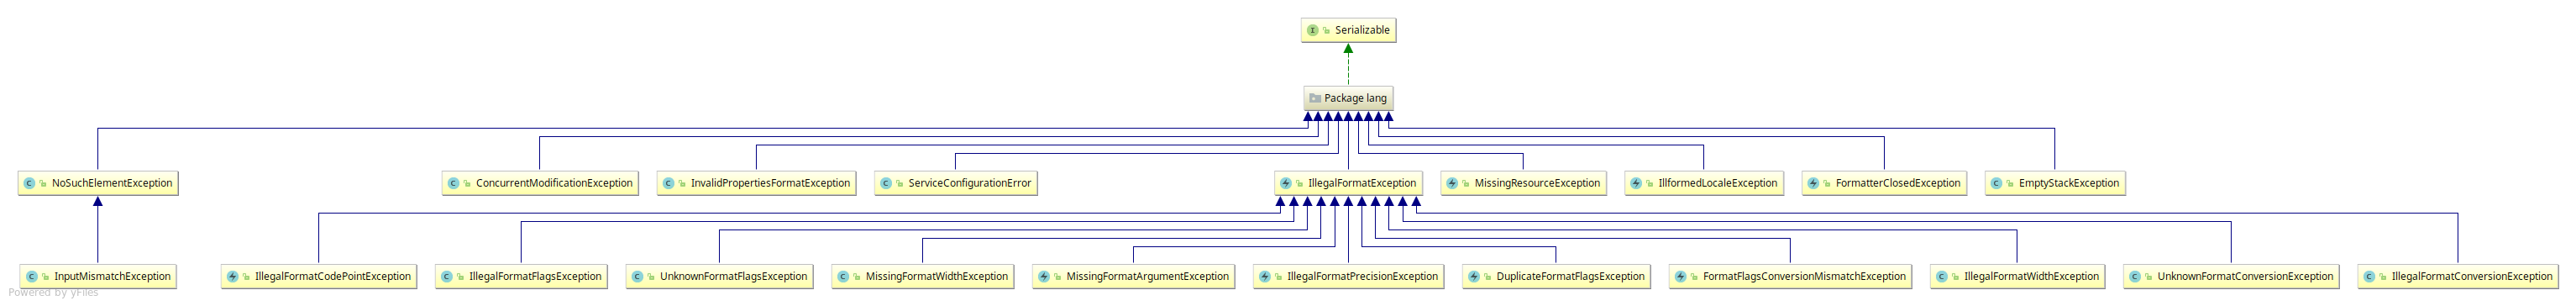 Serializable
Package lang
NoSuchElementException
ConcurrentModificationException
InvalidPropertiesFormatException
ServiceConfigurationError
IllegalFormatException
MissingResourceException
IllformedLocaleException
FormatterClosedException
EmptyStackException
InputMismatchException
IllegalFormatCodePointException
IllegalFormatFlagsException
UnknownFormatFlagsException
MissingFormatWidthException
MissingFormatArgumentException
IllegalFormatPrecisionException
DuplicateFormatFlagsException
FormatFlagsConversionMismatchException
IllegalFormatWidthException
UnknownFormatConversionException
IllegalFormatConversionException
Powered by yFiles